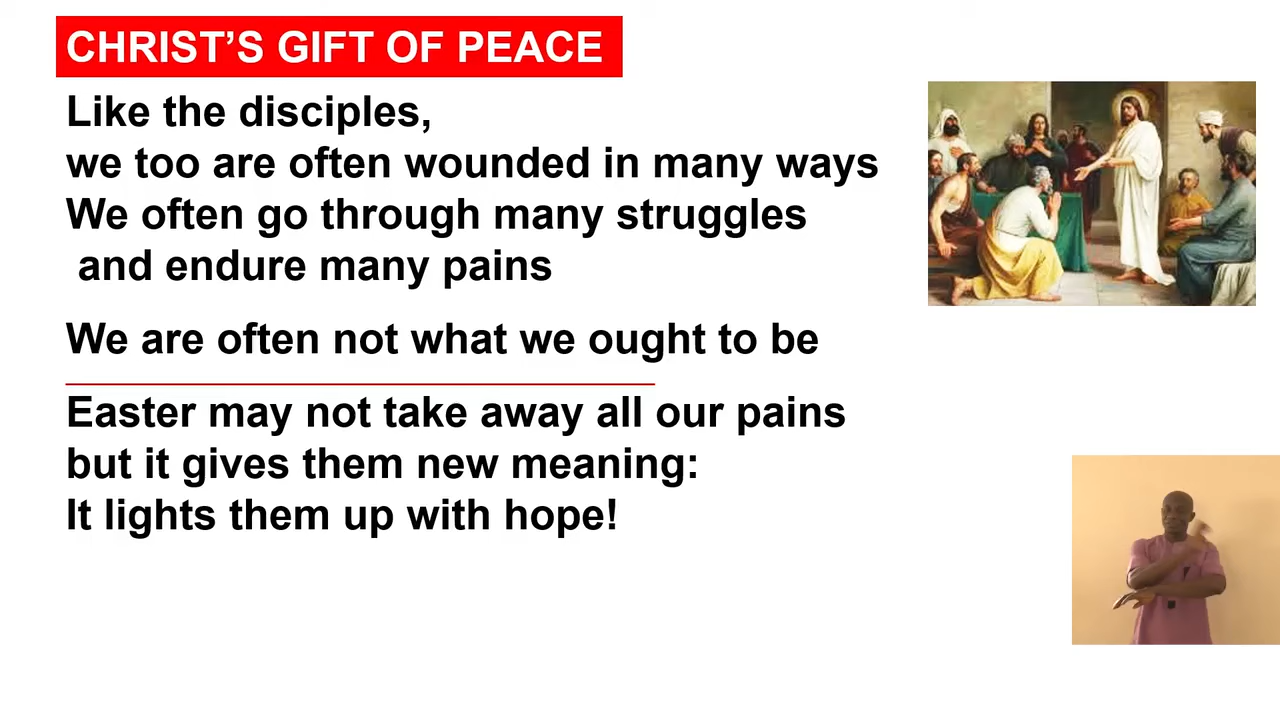 CHRIST’S GIFT OF PEACE
Like the disciples,
we too are often wounded in many ways
We often go through many struggles
and endure many pains
We are often not what we ought to be
Easter may not take away all our pains
but it gives them new meaning:
It lights them up with hope!